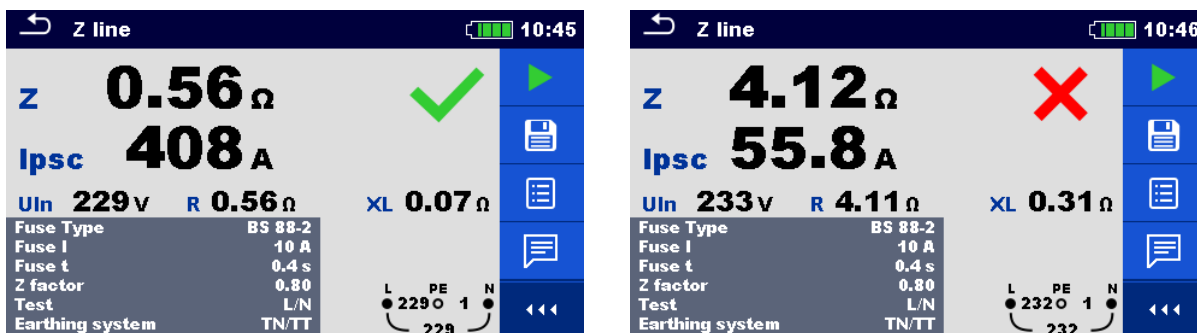 Z line 10:45
Z 0.56 Ω
Ipsc 408 A
Uln 229 V R 0.56 Ω XL 0.07 Ω
Fuse Type BS 88-2
Fuse I 10 A
Fuse t 0.4 s
Z factor 0.80
Test L/N
Earthing system TN/TT
L PE N
229 1
229
Z line 10:46
Z 4.12 Ω
Ipsc 55.8 A
Uln 233 V R 4.11 Ω XL 0.31 Ω
Fuse Type BS 88-2
Fuse I 10 A
Fuse t 0.4 s
Z factor 0.80
Test L/N
Earthing system TN/TT
L PE N
232 1
232